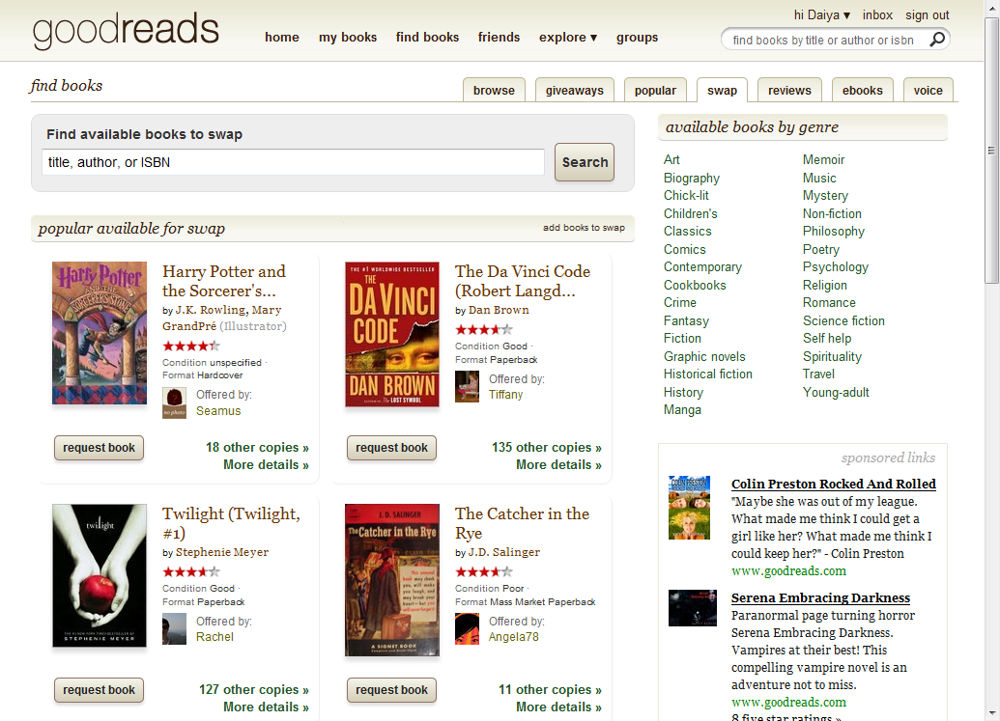 goodreads
home my books find books friends explore ▾ groups
hi Daiya ▾ inbox sign out
find books by title or author or isbn
find books
browse giveaways popular swap reviews ebooks voice
Find available books to swap
title, author, or ISBN
Search
popular available for swap
add books to swap
Harry Potter
AND THE
SORCERER'S STONE
Harry Potter and
the Sorcerer's...
by J.K. Rowling, Mary
GrandPré (Illustrator)
Condition unspecified ·
Format Hardcover
no photo
Offered by:
Seamus
request book
18 other copies »
More details »
THE #1 WORLDWIDE BESTSELLER
THE
DA VINCI
CODE
DAN BROWN
THE LOST SYMBOL
The Da Vinci Code
(Robert Langd...
by Dan Brown
Condition Good ·
Format Paperback
Offered by:
Tiffany
request book
135 other copies »
More details »
twilight
STEPHENIE MEYER
Twilight (Twilight,
#1)
by Stephenie Meyer
Condition Good ·
Format Paperback
Offered by:
Rachel
request book
127 other copies »
More details »
J. D. SALINGER
The Catcher in the Rye
A SIGNET BOOK
The Catcher in the
Rye
by J.D. Salinger
Condition Poor ·
Format Mass Market Paperback
Offered by:
Angela78
request book
11 other copies »
More details »
available books by genre
Art
Biography
Chick-lit
Children's
Classics
Comics
Contemporary
Cookbooks
Crime
Fantasy
Fiction
Graphic novels
Historical fiction
History
Manga
Memoir
Music
Mystery
Non-fiction
Philosophy
Poetry
Psychology
Religion
Romance
Science fiction
Self help
Spirituality
Travel
Young-adult
sponsored links
COLIN PRESTON
Colin Preston Rocked And Rolled
"Maybe she was out of my league.
What made me think I could get a
girl like her? What made me think I
could keep her?" - Colin Preston
www.goodreads.com
Serena Embracing Darkness
Paranormal page turning horror
Serena Embracing Darkness.
Vampires at their best! This
compelling vampire novel is an
adventure not to miss.
www.goodreads.com
8 five star ratings »